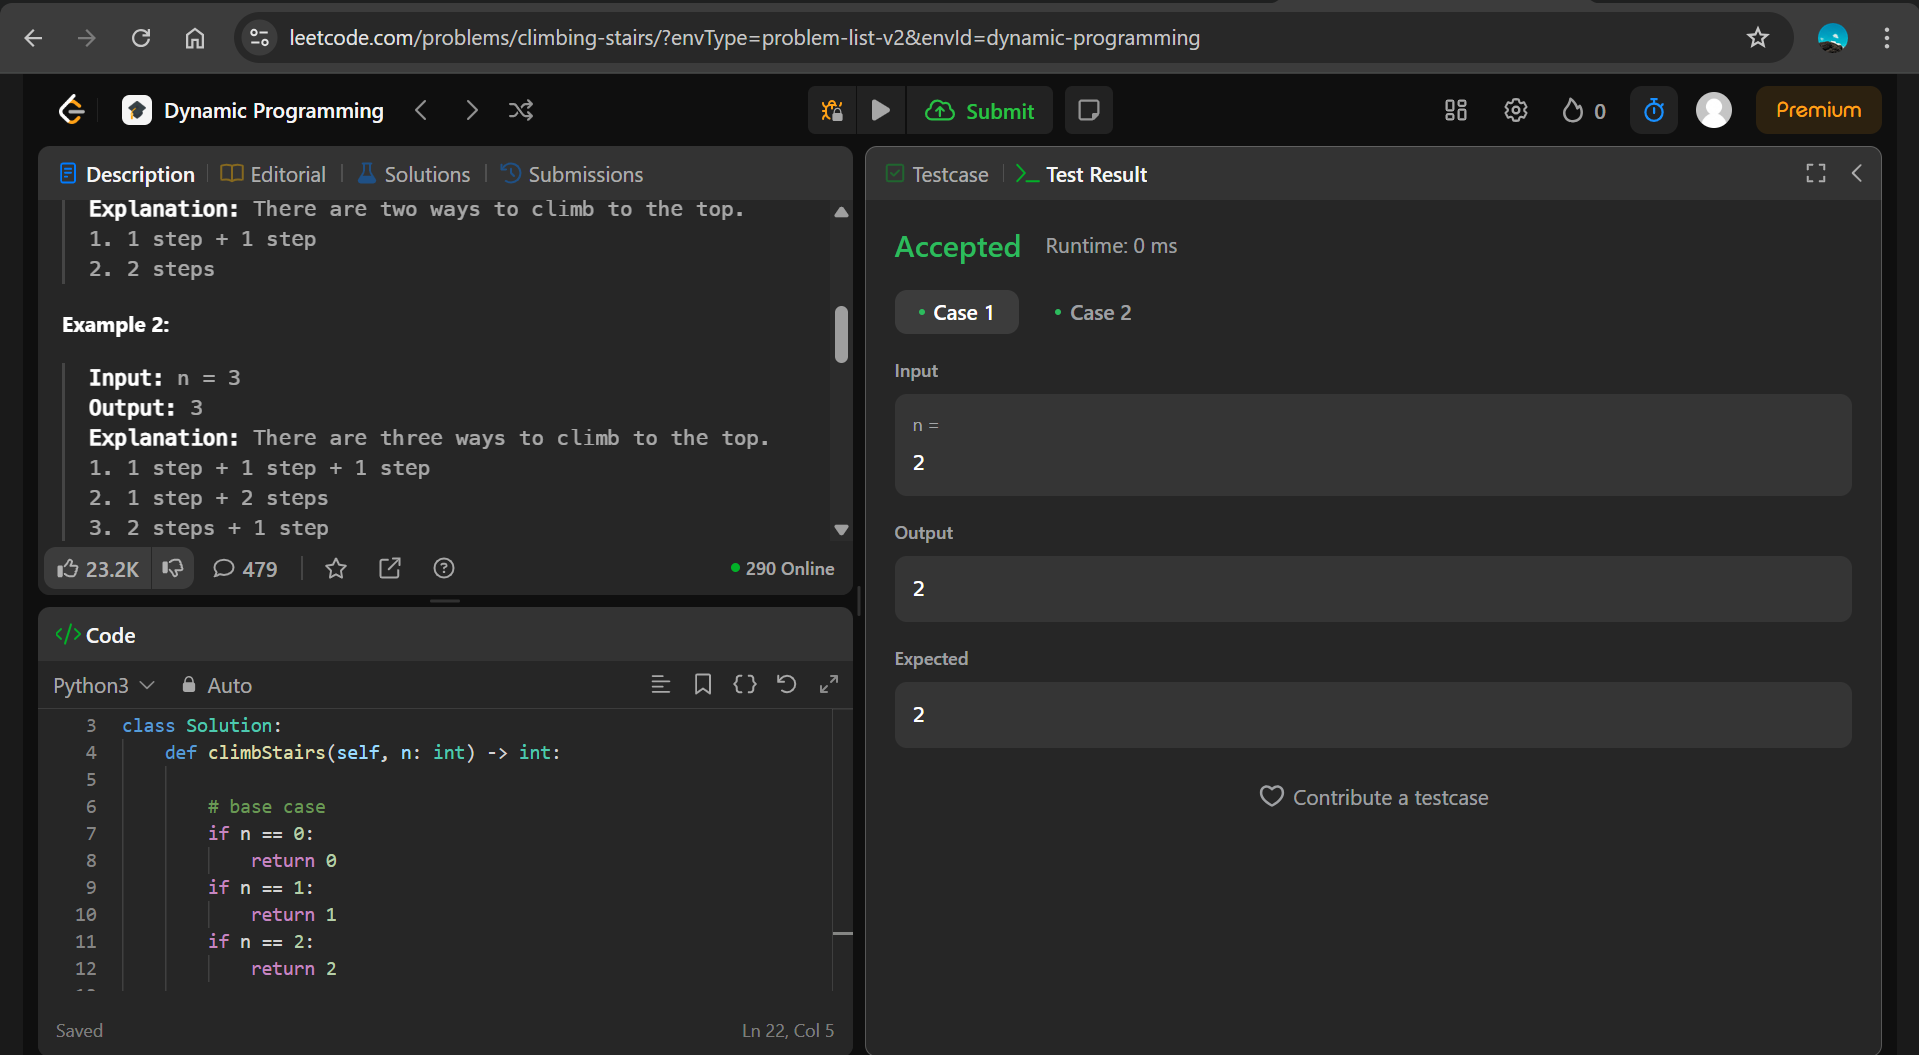 leetcode.com/problems/climbing-stairs/?envType=problem-list-v2&envId=dynamic-programming
Dynamic Programming
Submit
0
Premium
Description
Editorial
Solutions
Submissions
Explanation: There are two ways to climb to the top.
1. 1 step + 1 step
2. 2 steps
Example 2:
Input: n = 3
Output: 3
Explanation: There are three ways to climb to the top.
1. 1 step + 1 step + 1 step
2. 1 step + 2 steps
3. 2 steps + 1 step
23.2K
479
290 Online
Code
Python3
Auto
3 class Solution:
4 def climbStairs(self, n: int) -> int:
5
6 # base case
7 if n == 0:
8 return 0
9 if n == 1:
10 return 1
11 if n == 2:
12 return 2
Saved
Ln 22, Col 5
Testcase
Test Result
Accepted
Runtime: 0 ms
Case 1
Case 2
Input
n =
2
Output
2
Expected
2
Contribute a testcase